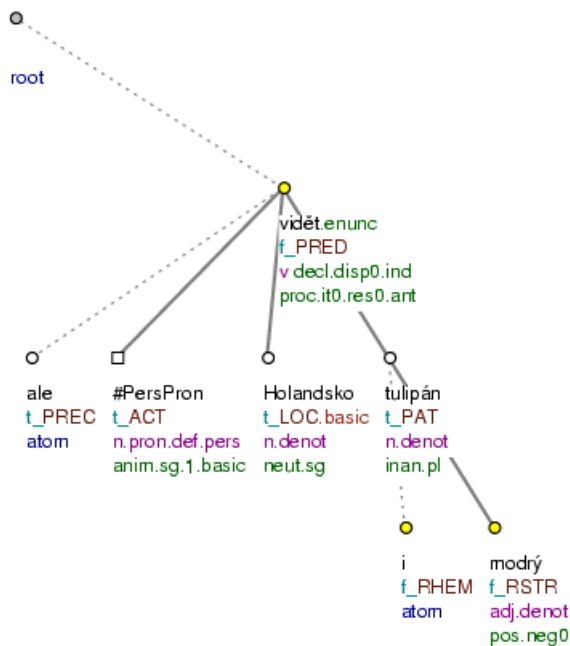 root
vidět.enunc
f_PRED
v decl.disp0.ind
proc.it0.res0.ant
ale
t_PREC
atom
#PersPron
t_ACT
n.pron.def.pers
anim.sg.1.basic
Holandsko
t_LOC.basic
n.denot
neut.sg
tulipán
t_PAT
n.denot
inan.pl
i
f_RHEM
atom
modrý
f_RSTR
adj.denot
pos.neg0